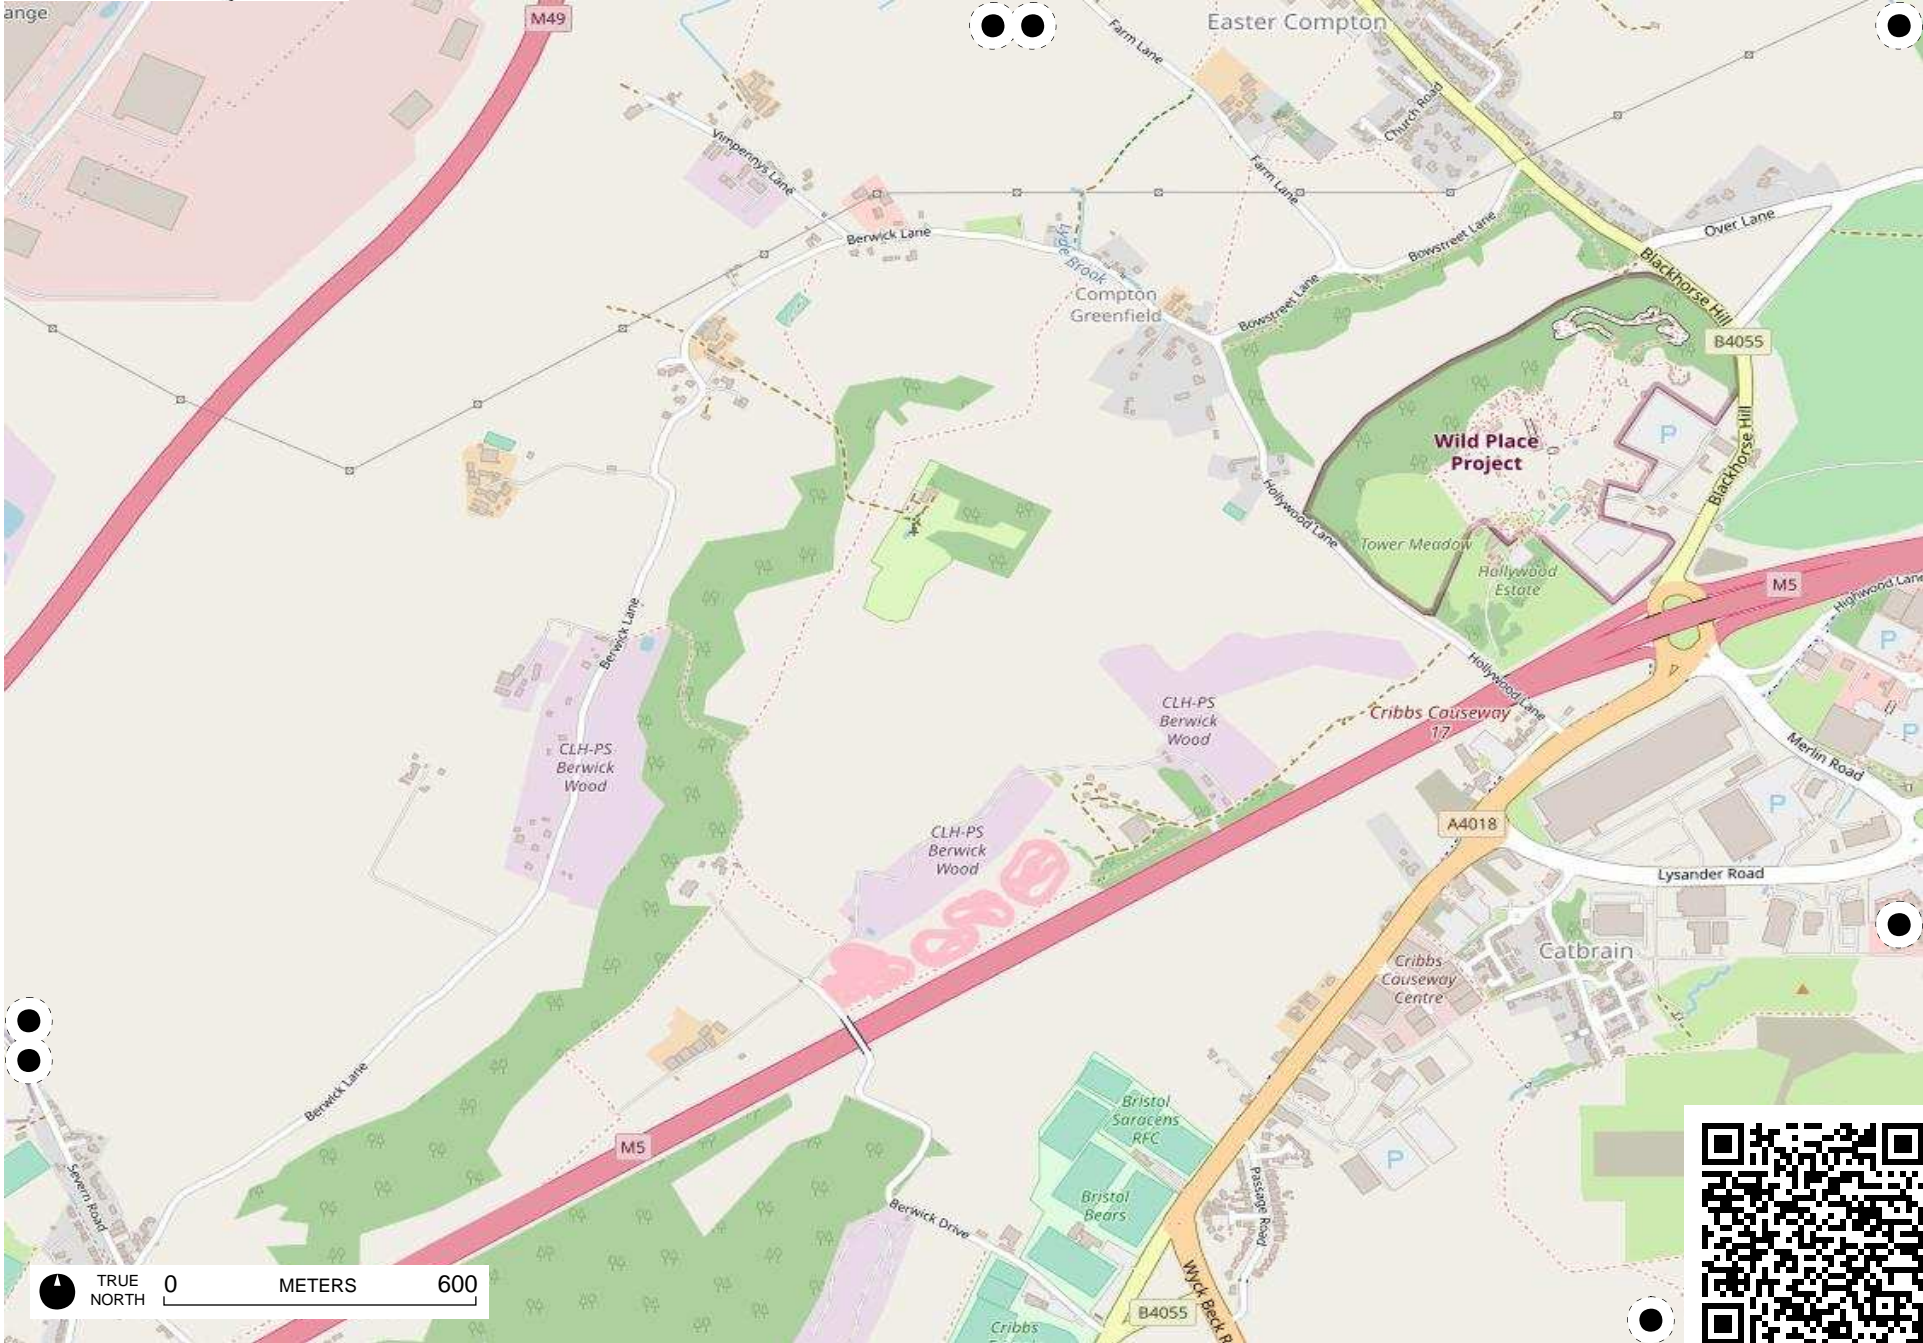 ange
M49
Easter Compton
Farm Lane
Church Road
Vimpennys Lane
Farm Lane
Berwick Lane
Lyde Brook
Bowstreet Lane
Over Lane
Blackhorse Hill
Compton
Greenfield
Bowstreet Lane
B4055
Wild Place
Project
P
Blackhorse Hill
Hollywood Lane
Tower Meadow
Hollywood
Estate
M5
Highwood Lane
Berwick Lane
P
Hollywood Lane
CLH-PS
Berwick
Wood
Cribbs Causeway
17
P
CLH-PS
Berwick
Wood
Merlin Road
P
CLH-PS
Berwick
Wood
A4018
Lysander Road
Catbrain
Cribbs
Causeway
Centre
Berwick Lane
Bristol
Saracens
RFC
M5
P
Severn Road
Bristol
Bears
Passage Road
Berwick Drive
Wyck Beck R
B4055
Cribbs
TRUE
NORTH
0 METERS 600